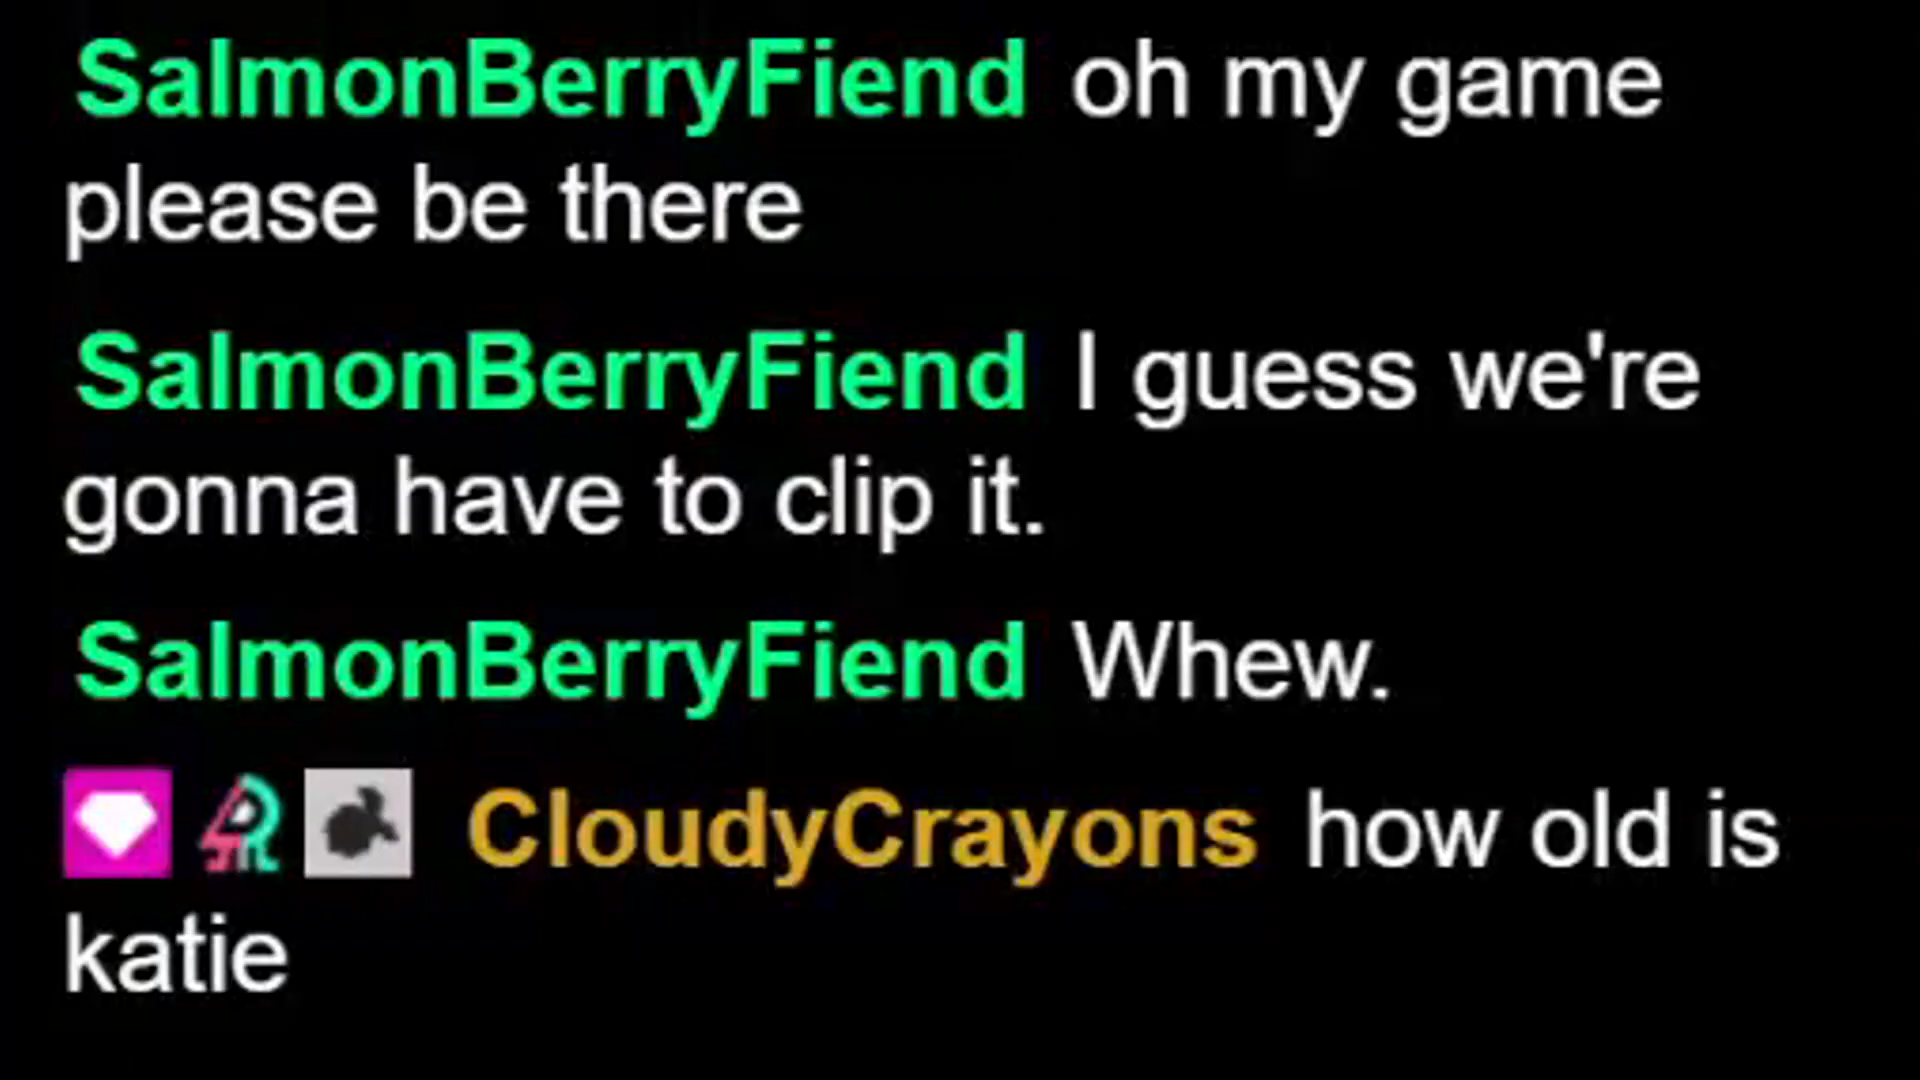 SalmonBerryFiend oh my game
please be there
SalmonBerryFiend I guess we're
gonna have to clip it.
SalmonBerryFiend Whew.
CloudyCrayons how old is
katie